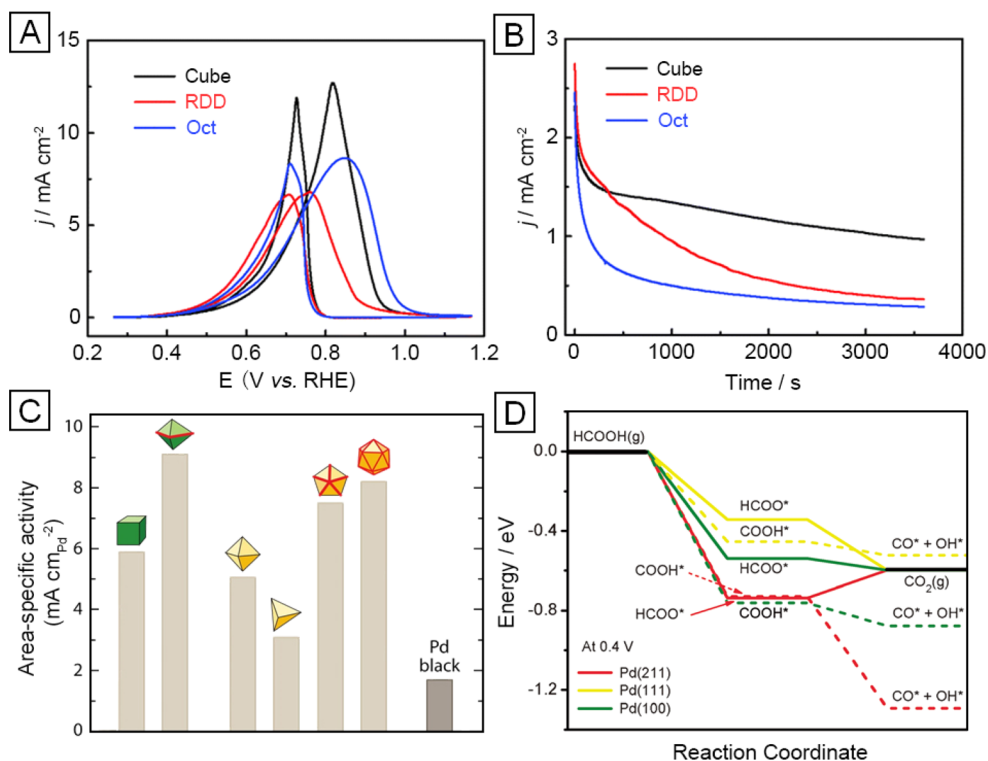 A
15
10
5
0
j / mA cm-2
Cube
RDD
Oct
0.2 0.4 0.6 0.8 1.0 1.2
E (V vs. RHE)
B
3
2
1
0
j / mA cm-2
Cube
RDD
Oct
0 1000 2000 3000 4000
Time / s
C
10
8
6
4
2
0
Area-specific activity
(mA cmPd-2)
Pd
black
D
0.0
-0.4
-0.8
-1.2
Energy / eV
HCOOH(g)
HCOO*
COOH*
HCOO*
COOH*
HCOO*
COOH*
CO* + OH*
CO2(g)
CO* + OH*
CO* + OH*
At 0.4 V
Pd(211)
Pd(111)
Pd(100)
Reaction Coordinate